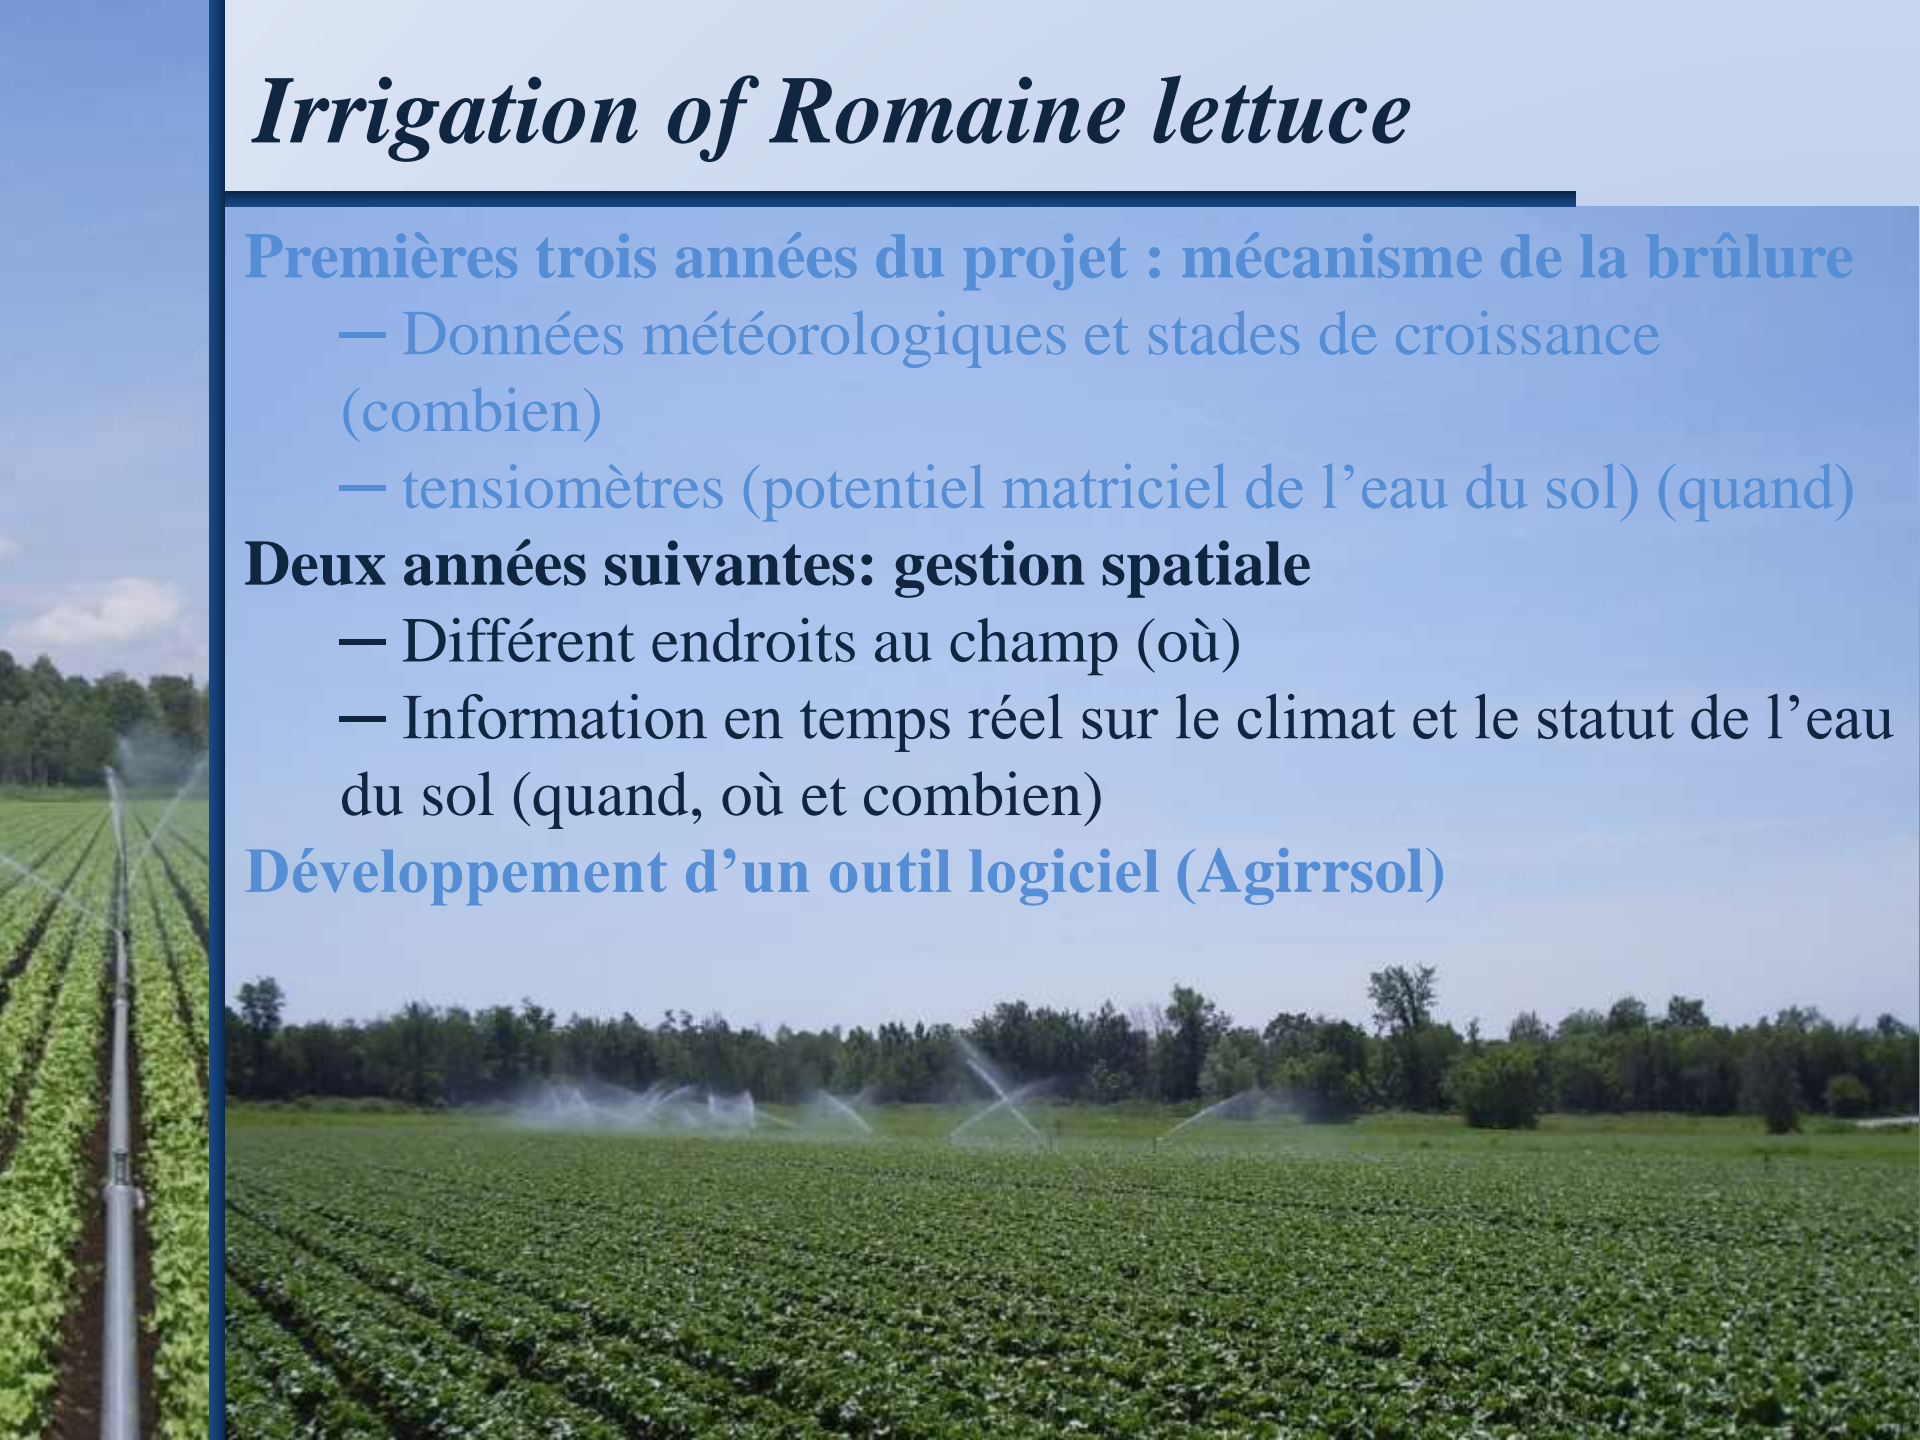 Irrigation of Romaine lettuce
Premières trois années du projet : mécanisme de la brûlure
─ Données météorologiques et stades de croissance
(combien)
─ tensiomètres (potentiel matriciel de l’eau du sol) (quand)
Deux années suivantes: gestion spatiale
─ Différent endroits au champ (où)
─ Information en temps réel sur le climat et le statut de l’eau
du sol (quand, où et combien)
Développement d’un outil logiciel (Agirrsol)